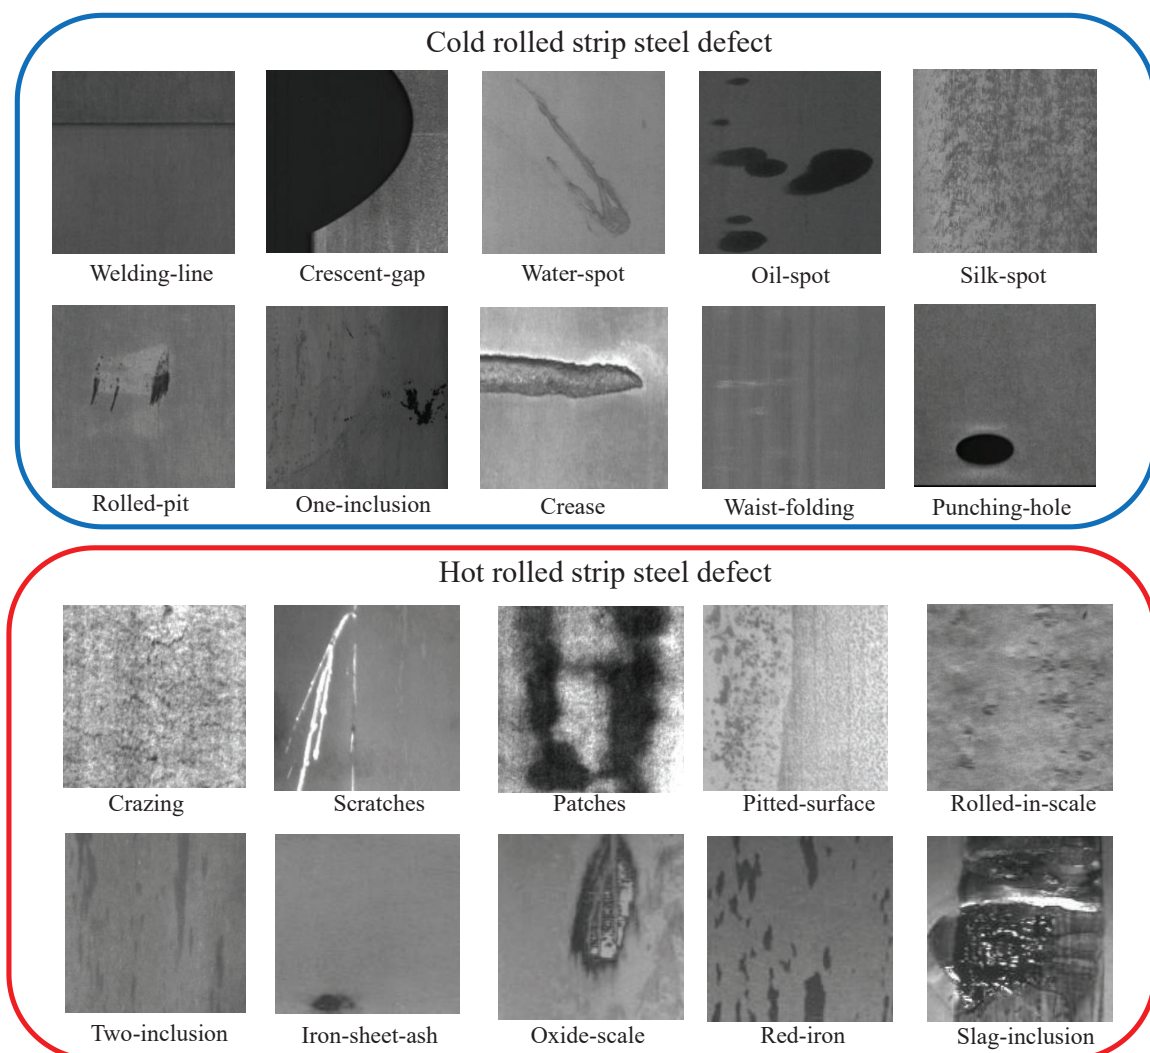 Cold rolled strip steel defect
Welding-line
Crescent-gap
Water-spot
Oil-spot
Silk-spot
Rolled-pit
One-inclusion
Crease
Waist-folding
Punching-hole
Hot rolled strip steel defect
Crazing
Scratches
Patches
Pitted-surface
Rolled-in-scale
Two-inclusion
Iron-sheet-ash
Oxide-scale
Red-iron
Slag-inclusion